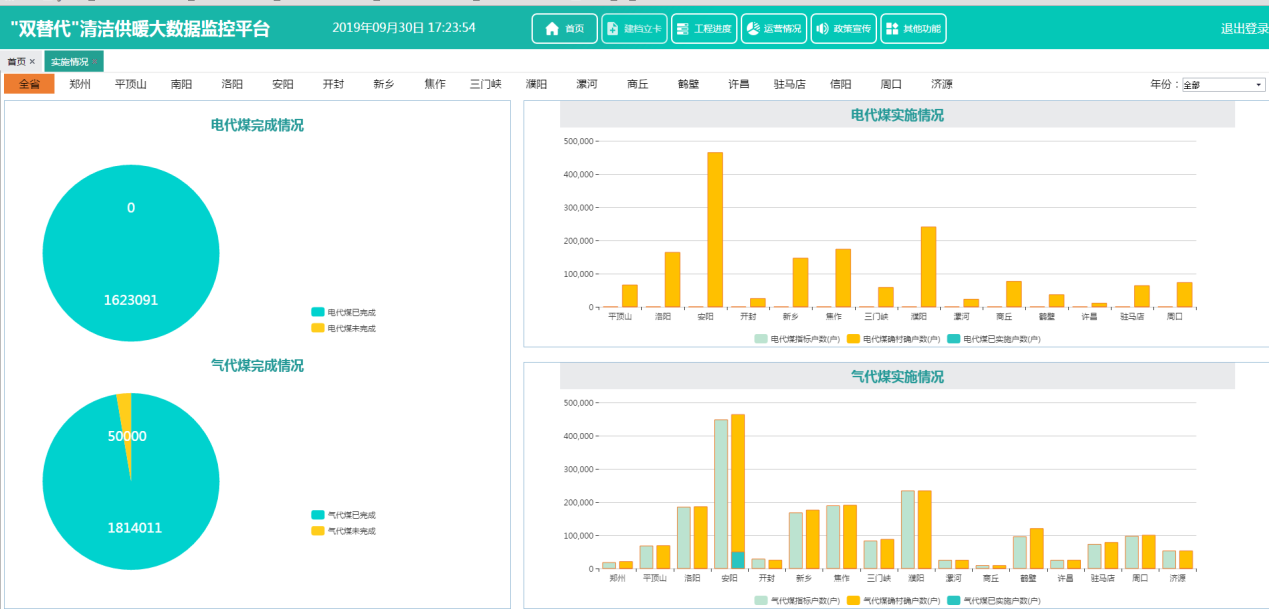 "双替代"清洁供暖大数据监控平台 2019年09月30日 17:23:54 首页 建档立卡 工程进度 运营情况 政策宣传 其他功能 退出登录
首页 × 实施情况 ×
全省 郑州 平顶山 南阳 洛阳 安阳 开封 新乡 焦作 三门峡 濮阳 漯河 商丘 鹤壁 许昌 驻马店 信阳 周口 济源 年份：全部
电代煤完成情况
0
1623091
电代煤已完成
电代煤未完成
气代煤完成情况
50000
1814011
气代煤已完成
气代煤未完成
电代煤实施情况
500,000
400,000
300,000
200,000
100,000
0
平顶山 洛阳 安阳 开封 新乡 焦作 三门峡 濮阳 漯河 商丘 鹤壁 许昌 驻马店 周口
电代煤指标户数(户) 电代煤确村确户数(户) 电代煤已实施户数(户)
气代煤实施情况
500,000
400,000
300,000
200,000
100,000
0
郑州 平顶山 洛阳 安阳 开封 新乡 焦作 三门峡 濮阳 漯河 商丘 鹤壁 许昌 驻马店 周口 济源
气代煤指标户数(户) 气代煤确村确户数(户) 气代煤已实施户数(户)